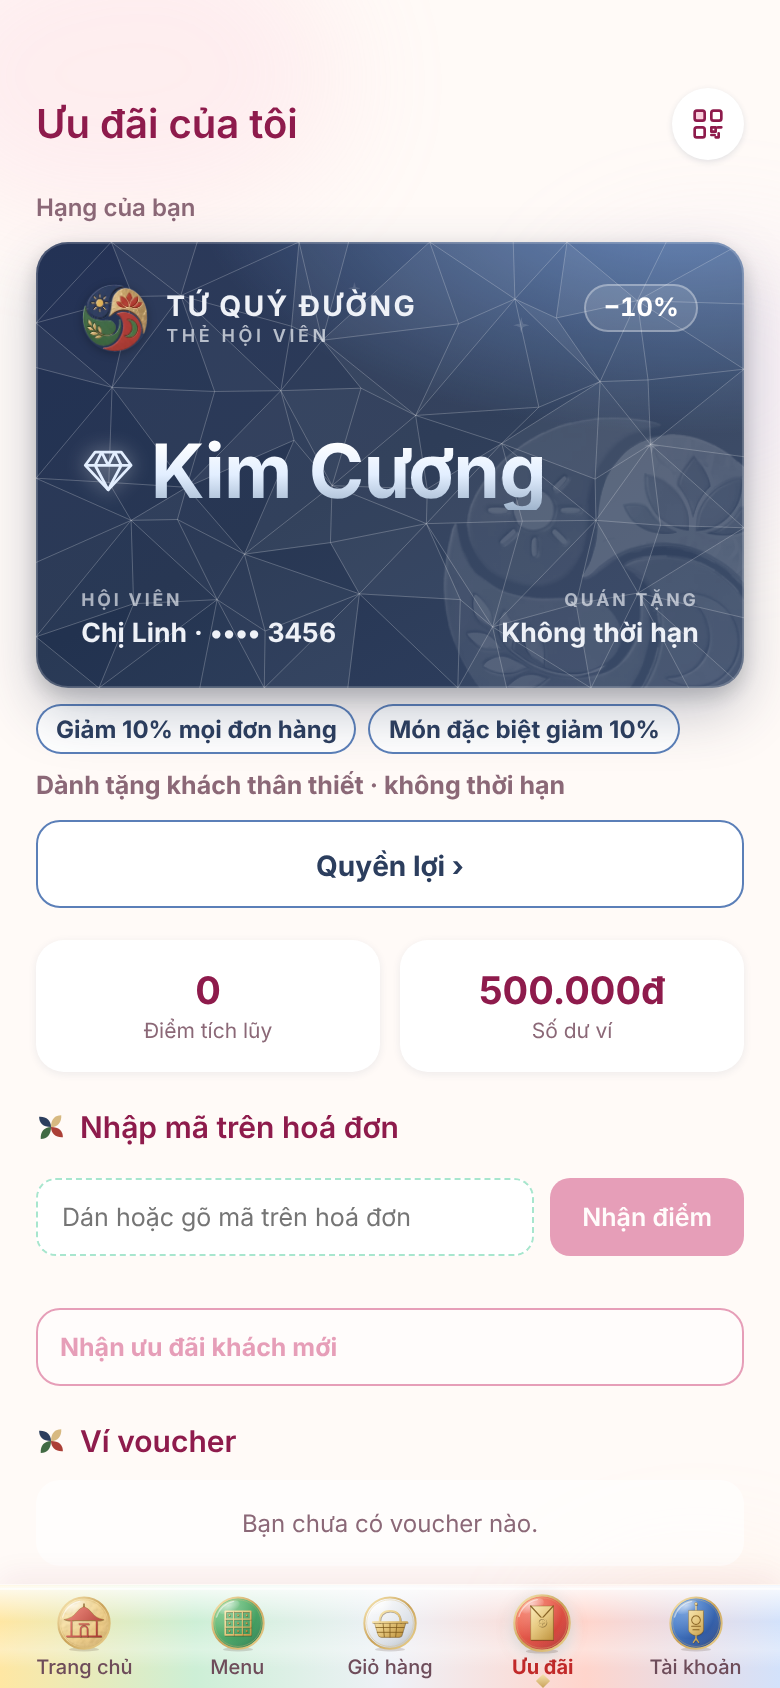 Ưu đãi của tôi
Hạng của bạn
TỨ QUÝ ĐƯỜNG
THẺ HỘI VIÊN
−10%
Kim Cương
HỘI VIÊN
Chị Linh · •••• 3456
QUÁN TẶNG
Không thời hạn
Giảm 10% mọi đơn hàng
Món đặc biệt giảm 10%
Dành tặng khách thân thiết · không thời hạn
Quyền lợi ›
0
Điểm tích lũy
500.000đ
Số dư ví
Nhập mã trên hoá đơn
Dán hoặc gõ mã trên hoá đơn
Nhận điểm
Nhận ưu đãi khách mới
Ví voucher
Bạn chưa có voucher nào.
Trang chủ
Menu
Giỏ hàng
Ưu đãi
Tài khoản